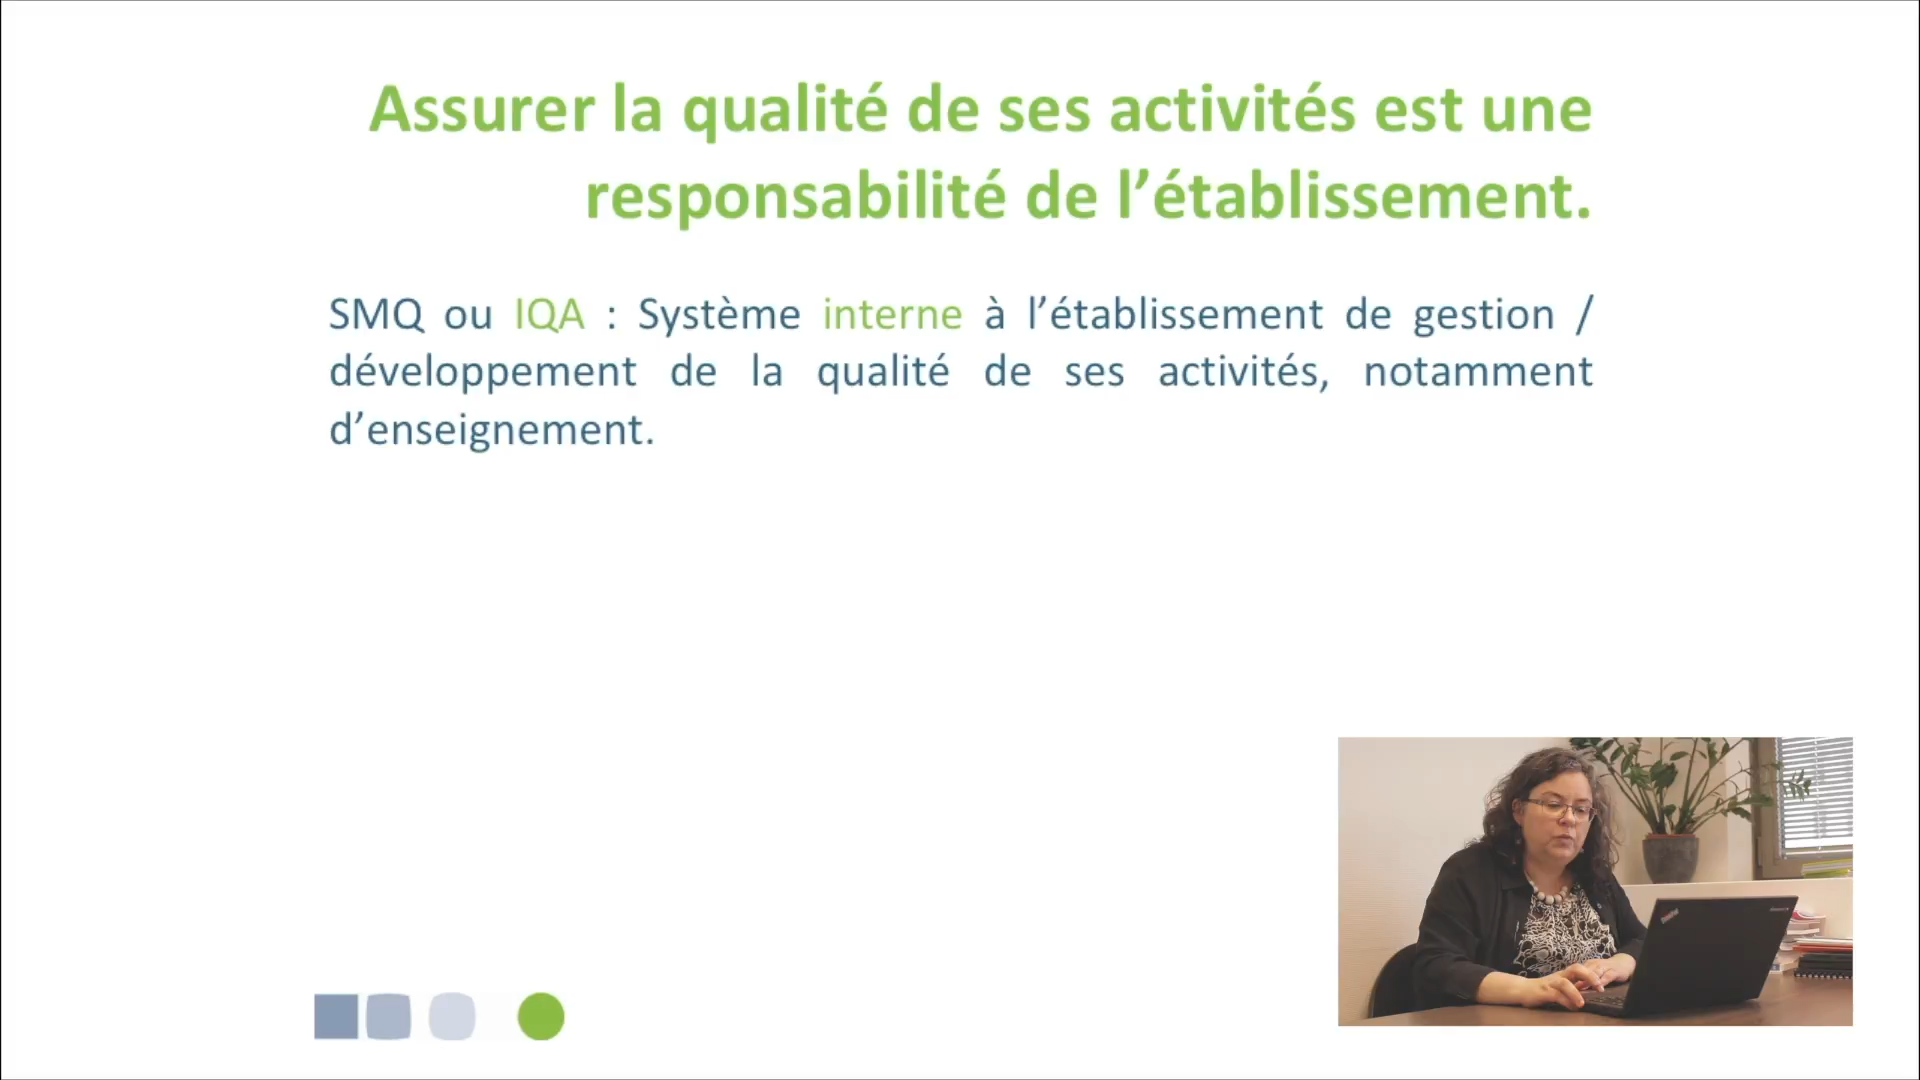 Assurer la qualité de ses activités est une
responsabilité de l’établissement.
SMQ ou IQA : Système interne à l’établissement de gestion /
développement de la qualité de ses activités, notamment
d’enseignement.